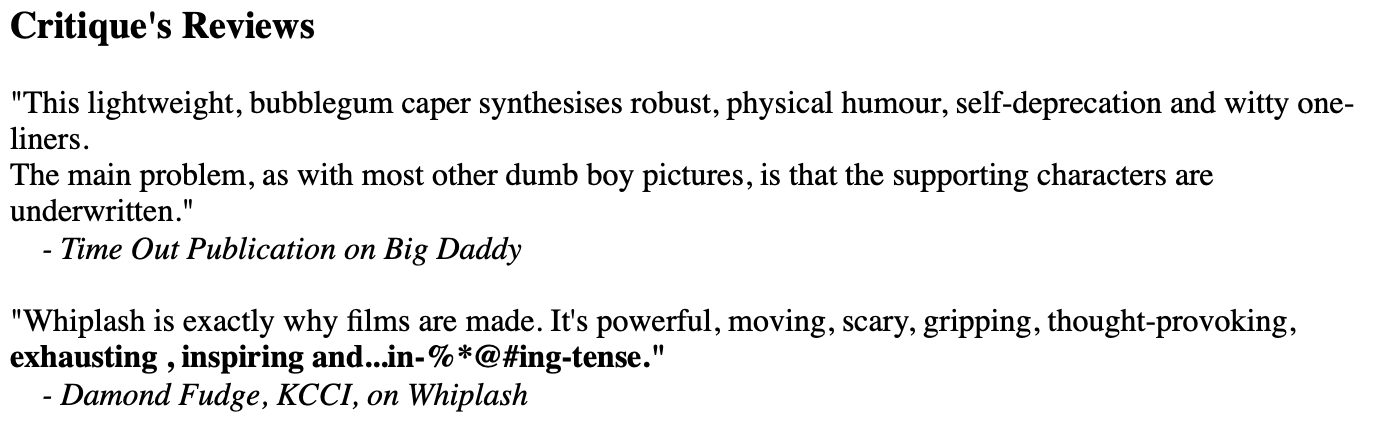 Critique's Reviews
"This lightweight, bubblegum caper synthesises robust, physical humour, self-deprecation and witty one-
liners.
The main problem, as with most other dumb boy pictures, is that the supporting characters are
underwritten."
- Time Out Publication on Big Daddy
"Whiplash is exactly why films are made. It's powerful, moving, scary, gripping, thought-provoking,
exhausting , inspiring and...in-%*@#ing-tense."
- Damond Fudge, KCCI, on Whiplash